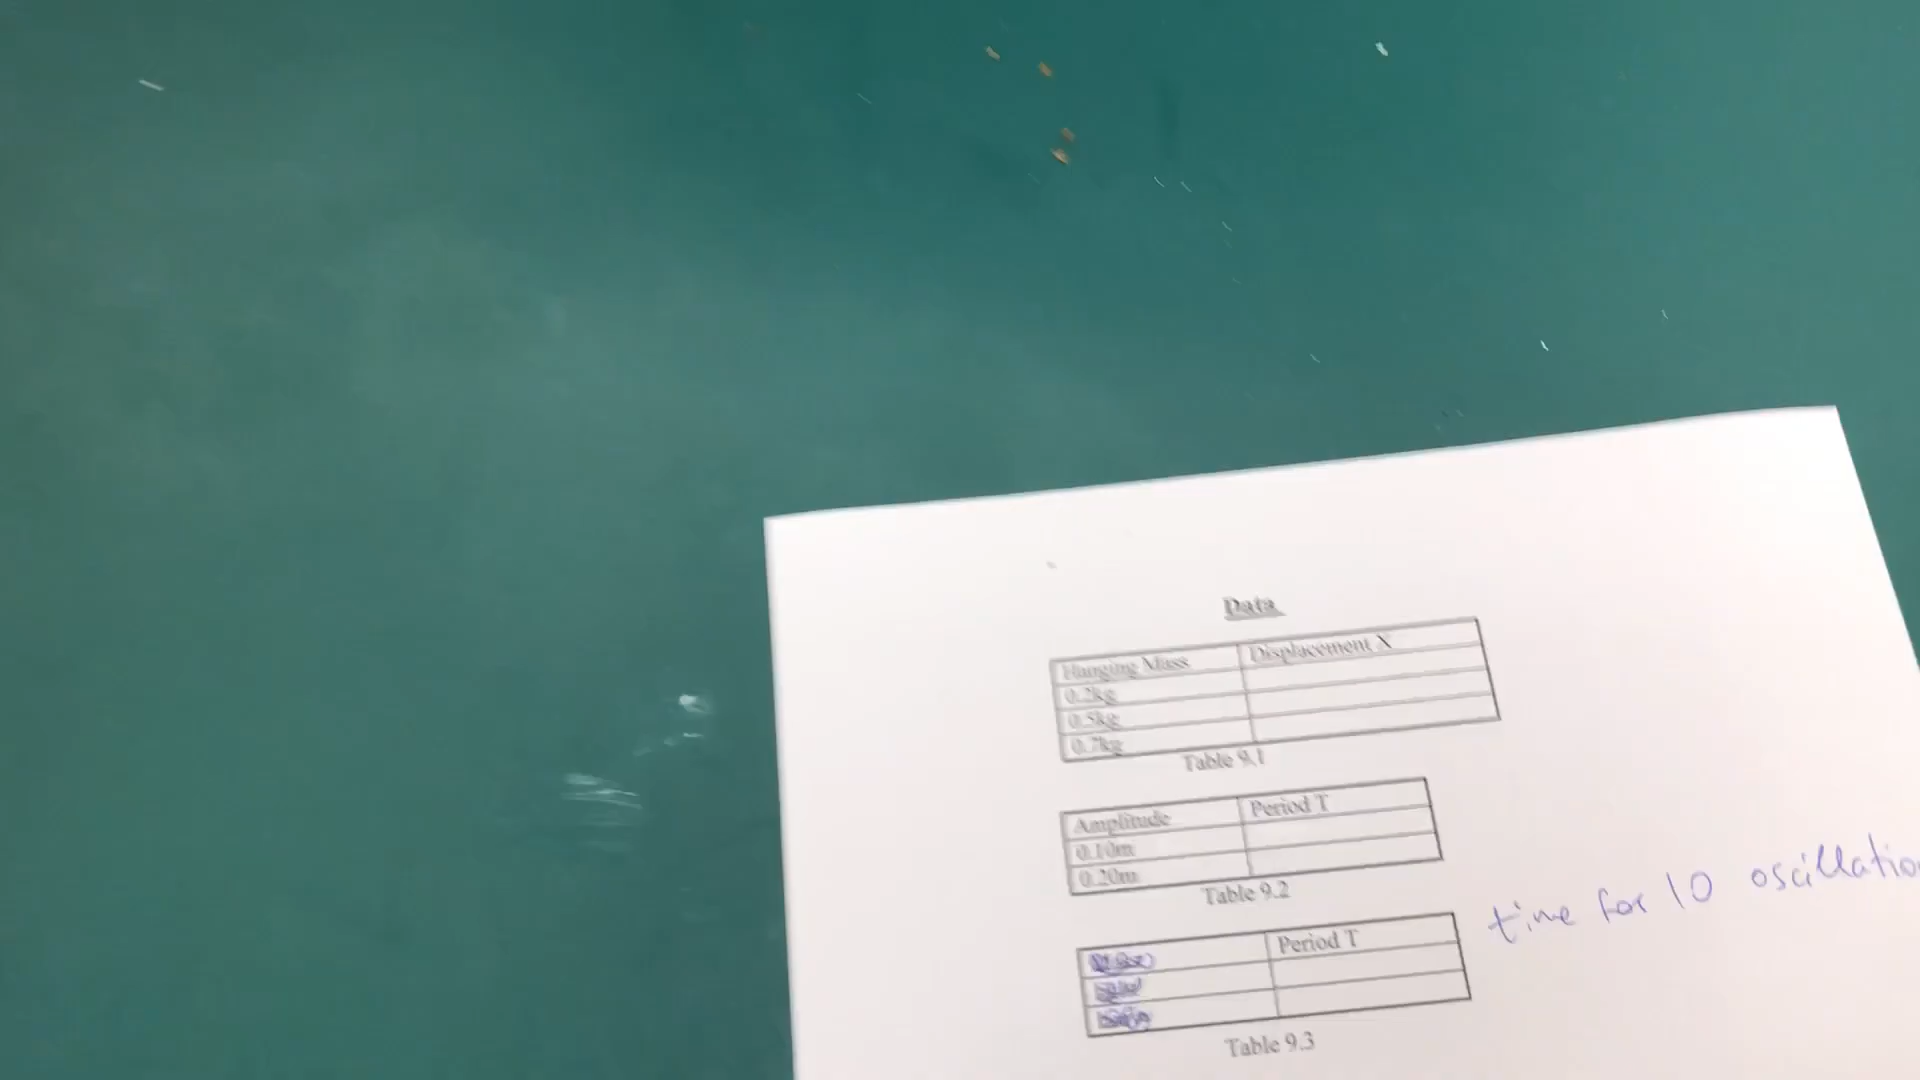 Data
Hanging Mass Displacement X
0.2kg
0.5kg
0.7kg
Table 9.1
Amplitude Period T
0.10m
0.20m
Table 9.2
Period T
time for 10 oscillatio
Table 9.3